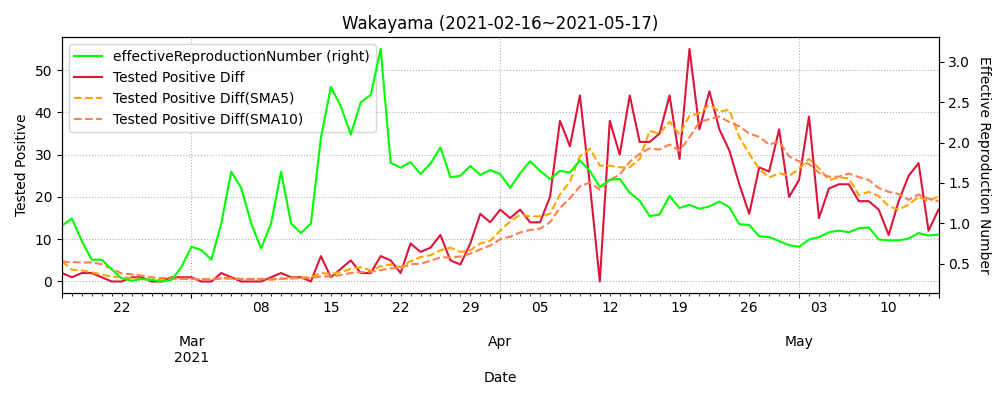 Wakayama (2021-02-16~2021-05-17)
effectiveReproductionNumber (right)
Tested Positive Diff
Tested Positive Diff(SMA5)
Tested Positive Diff(SMA10)
Tested Positive
50
40
30
20
10
0
3.0
2.5
2.0
1.5
1.0
0.5
Effective Reproduction Number
22 08 15 22 29 05 12 19 26 03 10
Mar Apr May
2021
Date